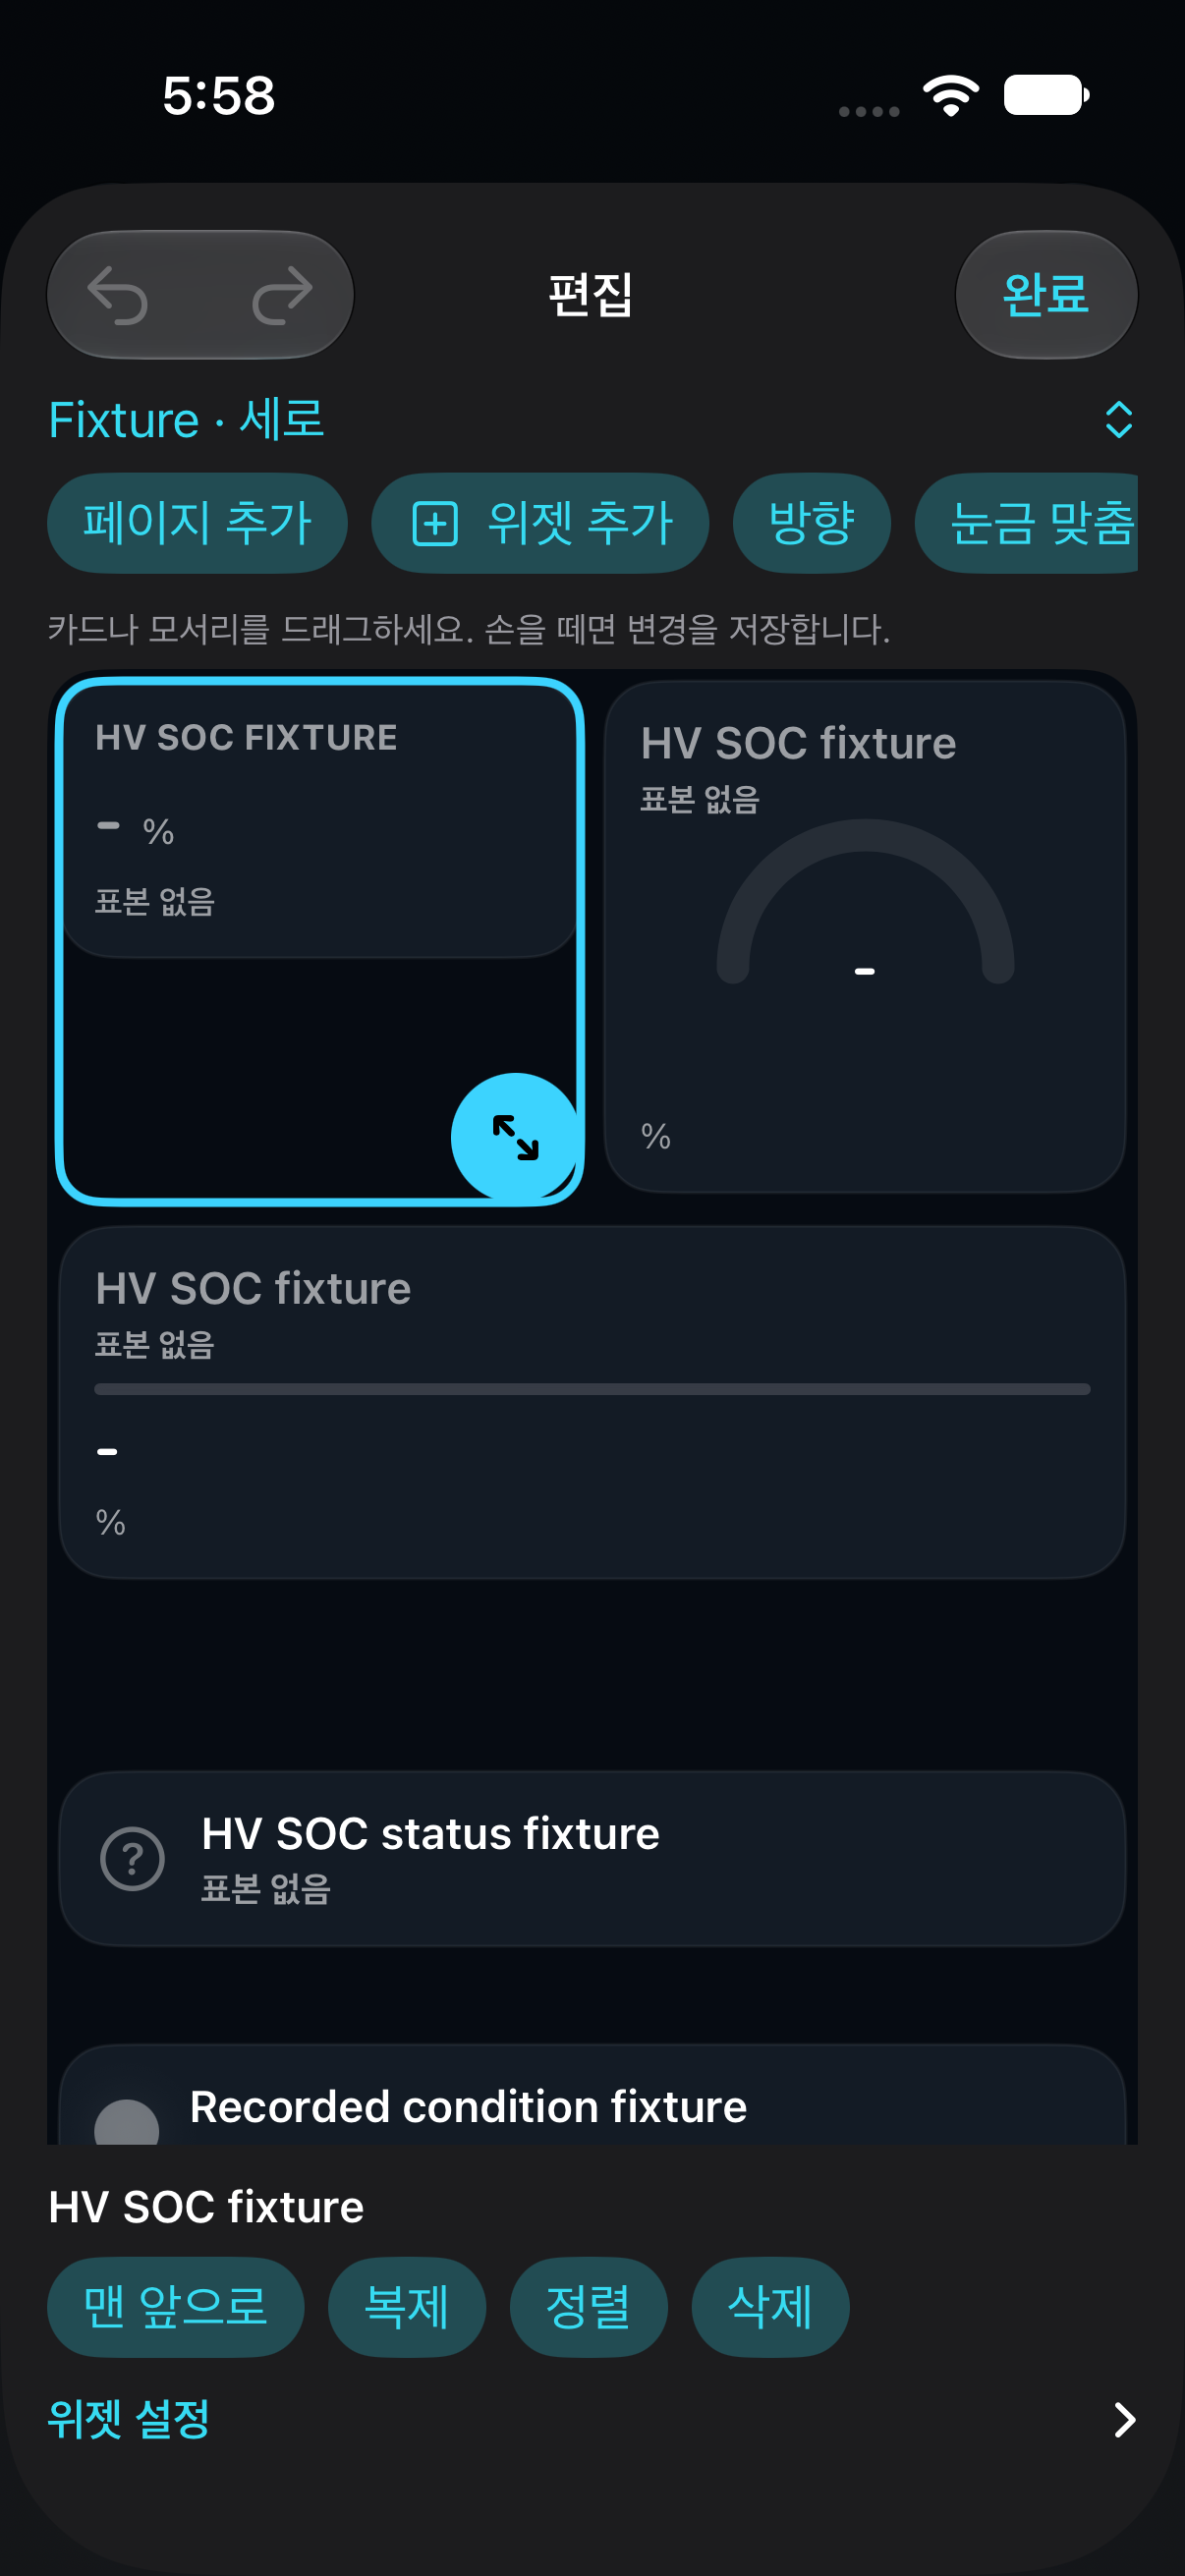 5:58
편집
완료
Fixture · 세로
페이지 추가
위젯 추가
방향
눈금 맞춤
카드나 모서리를 드래그하세요. 손을 떼면 변경을 저장합니다.
HV SOC FIXTURE
- %
표본 없음
HV SOC fixture
표본 없음
-
%
HV SOC fixture
표본 없음
-
%
?
HV SOC status fixture
표본 없음
Recorded condition fixture
HV SOC fixture
맨 앞으로
복제
정렬
삭제
위젯 설정